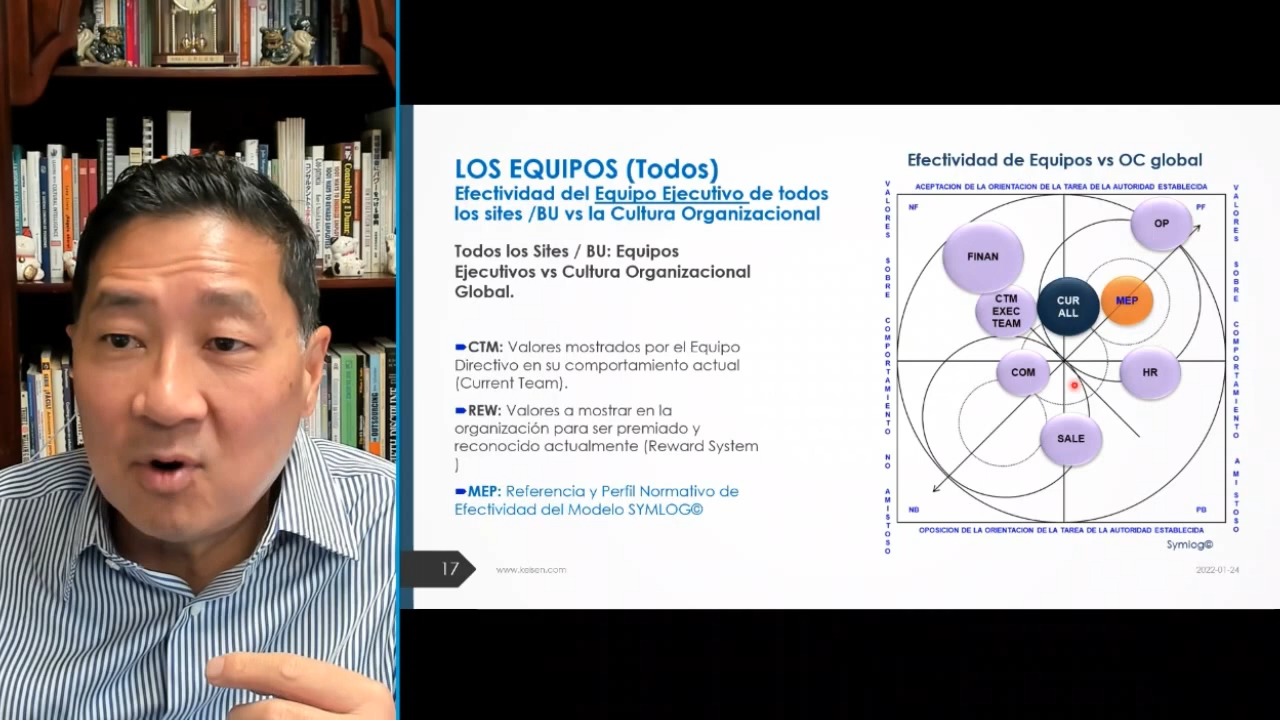 LOS EQUIPOS (Todos)
Efectividad del Equipo Ejecutivo de todos
los sites /BU vs la Cultura Organizacional
Todos los Sites / BU: Equipos
Ejecutivos vs Cultura Organizacional
Global.
CTM: Valores mostrados por el Equipo
Directivo en su comportamiento actual
(Current Team).
REW: Valores a mostrar en la
organización para ser premiado y
reconocido actualmente (Reward System
)
MEP: Referencia y Perfil Normativo de
Efectividad del Modelo SYMLOG©
17
www.keisen.com
Efectividad de Equipos vs OC global
ACEPTACION DE LA ORIENTACION DE LA TAREA DE LA AUTORIDAD ESTABLECIDA
VALORES SOBRE COMPORTAMIENTO NO AMISTOSO
NF
PF
OP
FINAN
CTM
EXEC
TEAM
CUR
ALL
MEP
COM
HR
SALE
NB
PB
VALORES SOBRE COMPORTAMIENTO AMISTOSO
OPOSICION DE LA ORIENTACION DE LA TAREA DE LA AUTORIDAD ESTABLECIDA
Symlog©
2022-01-24
Consulting 1 Dumm
OUTSOURCING